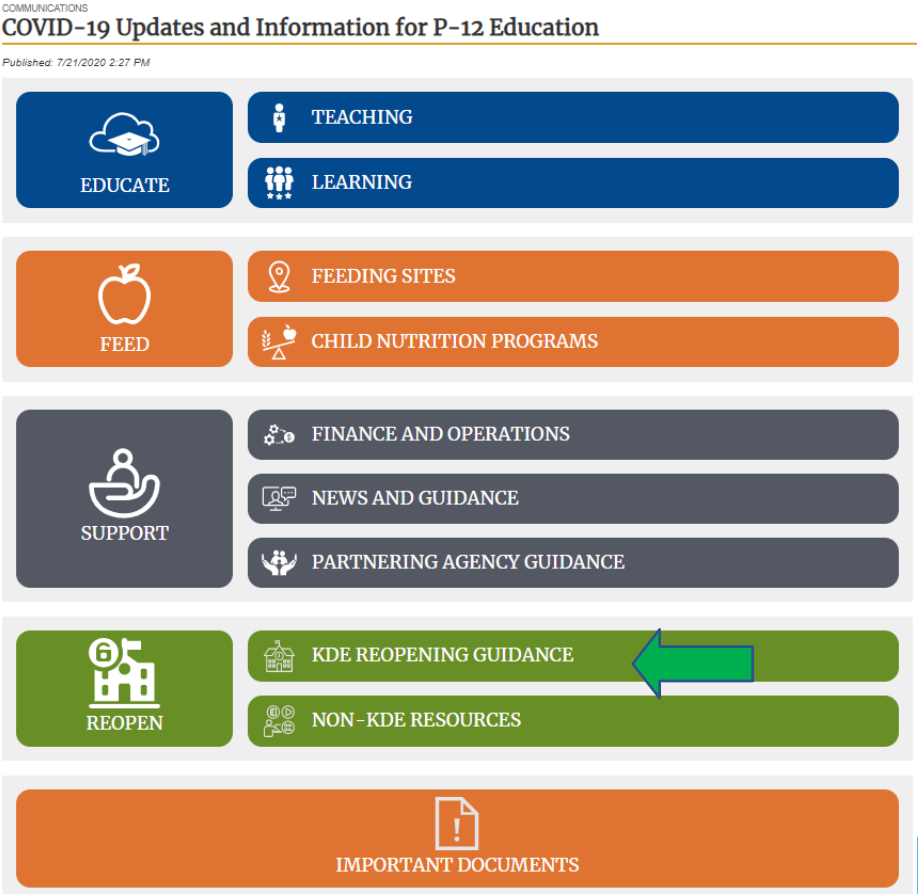 COMMUNICATIONS
COVID-19 Updates and Information for P-12 Education
Published: 7/21/2020 2:27 PM
EDUCATE
TEACHING
LEARNING
FEED
FEEDING SITES
CHILD NUTRITION PROGRAMS
SUPPORT
FINANCE AND OPERATIONS
NEWS AND GUIDANCE
PARTNERING AGENCY GUIDANCE
REOPEN
KDE REOPENING GUIDANCE
NON-KDE RESOURCES
IMPORTANT DOCUMENTS